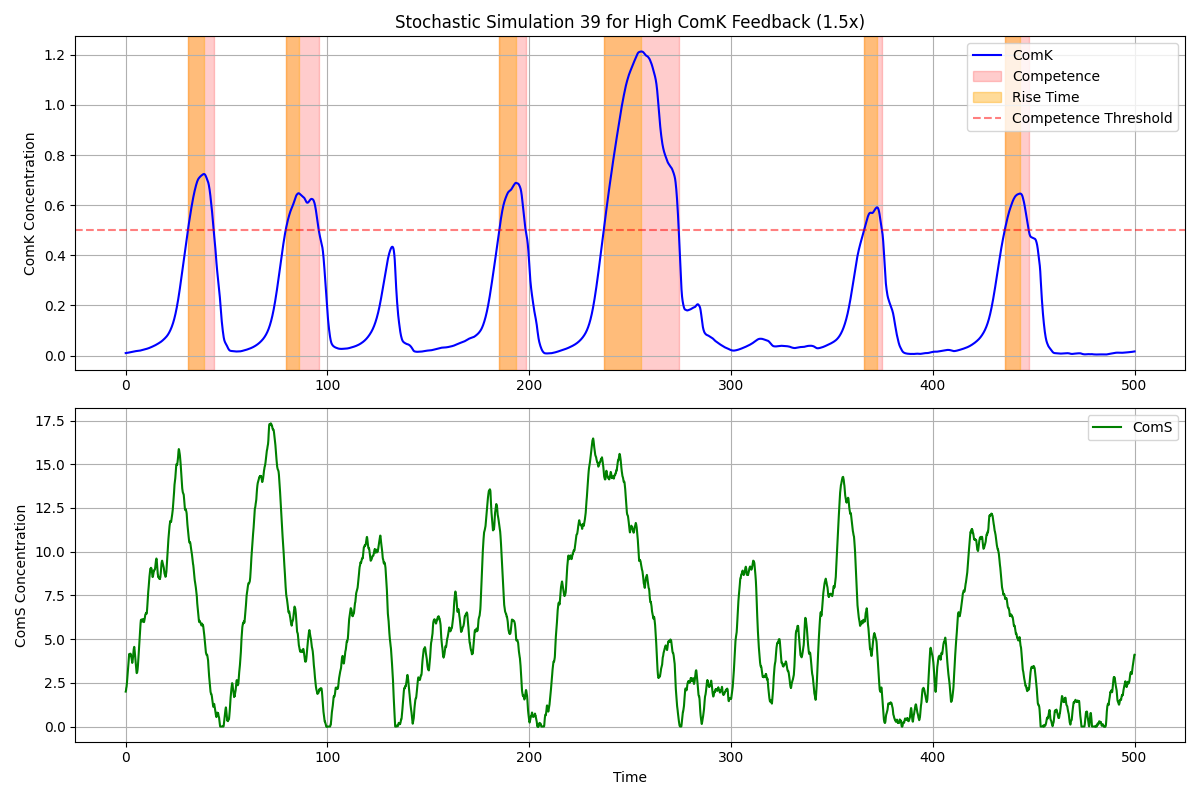 Stochastic Simulation 39 for High ComK Feedback (1.5x)
ComK Concentration
1.2
1.0
0.8
0.6
0.4
0.2
0.0
0 100 200 300 400 500
ComK
Competence
Rise Time
Competence Threshold
ComS Concentration
17.5
15.0
12.5
10.0
7.5
5.0
2.5
0.0
0 100 200 300 400 500
Time
ComS